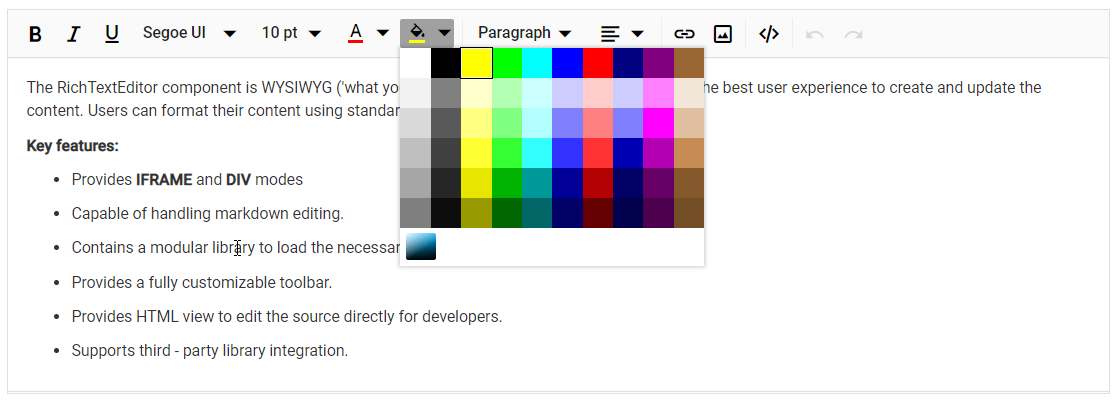 B I U Segoe UI 10 pt A Paragraph
The RichTextEditor component is WYSIWYG ('what yo he best user experience to create and update the
content. Users can format their content using standar
Key features:
Provides IFRAME and DIV modes
Capable of handling markdown editing.
Contains a modular library to load the necessar
Provides a fully customizable toolbar.
Provides HTML view to edit the source directly for developers.
Supports third - party library integration.